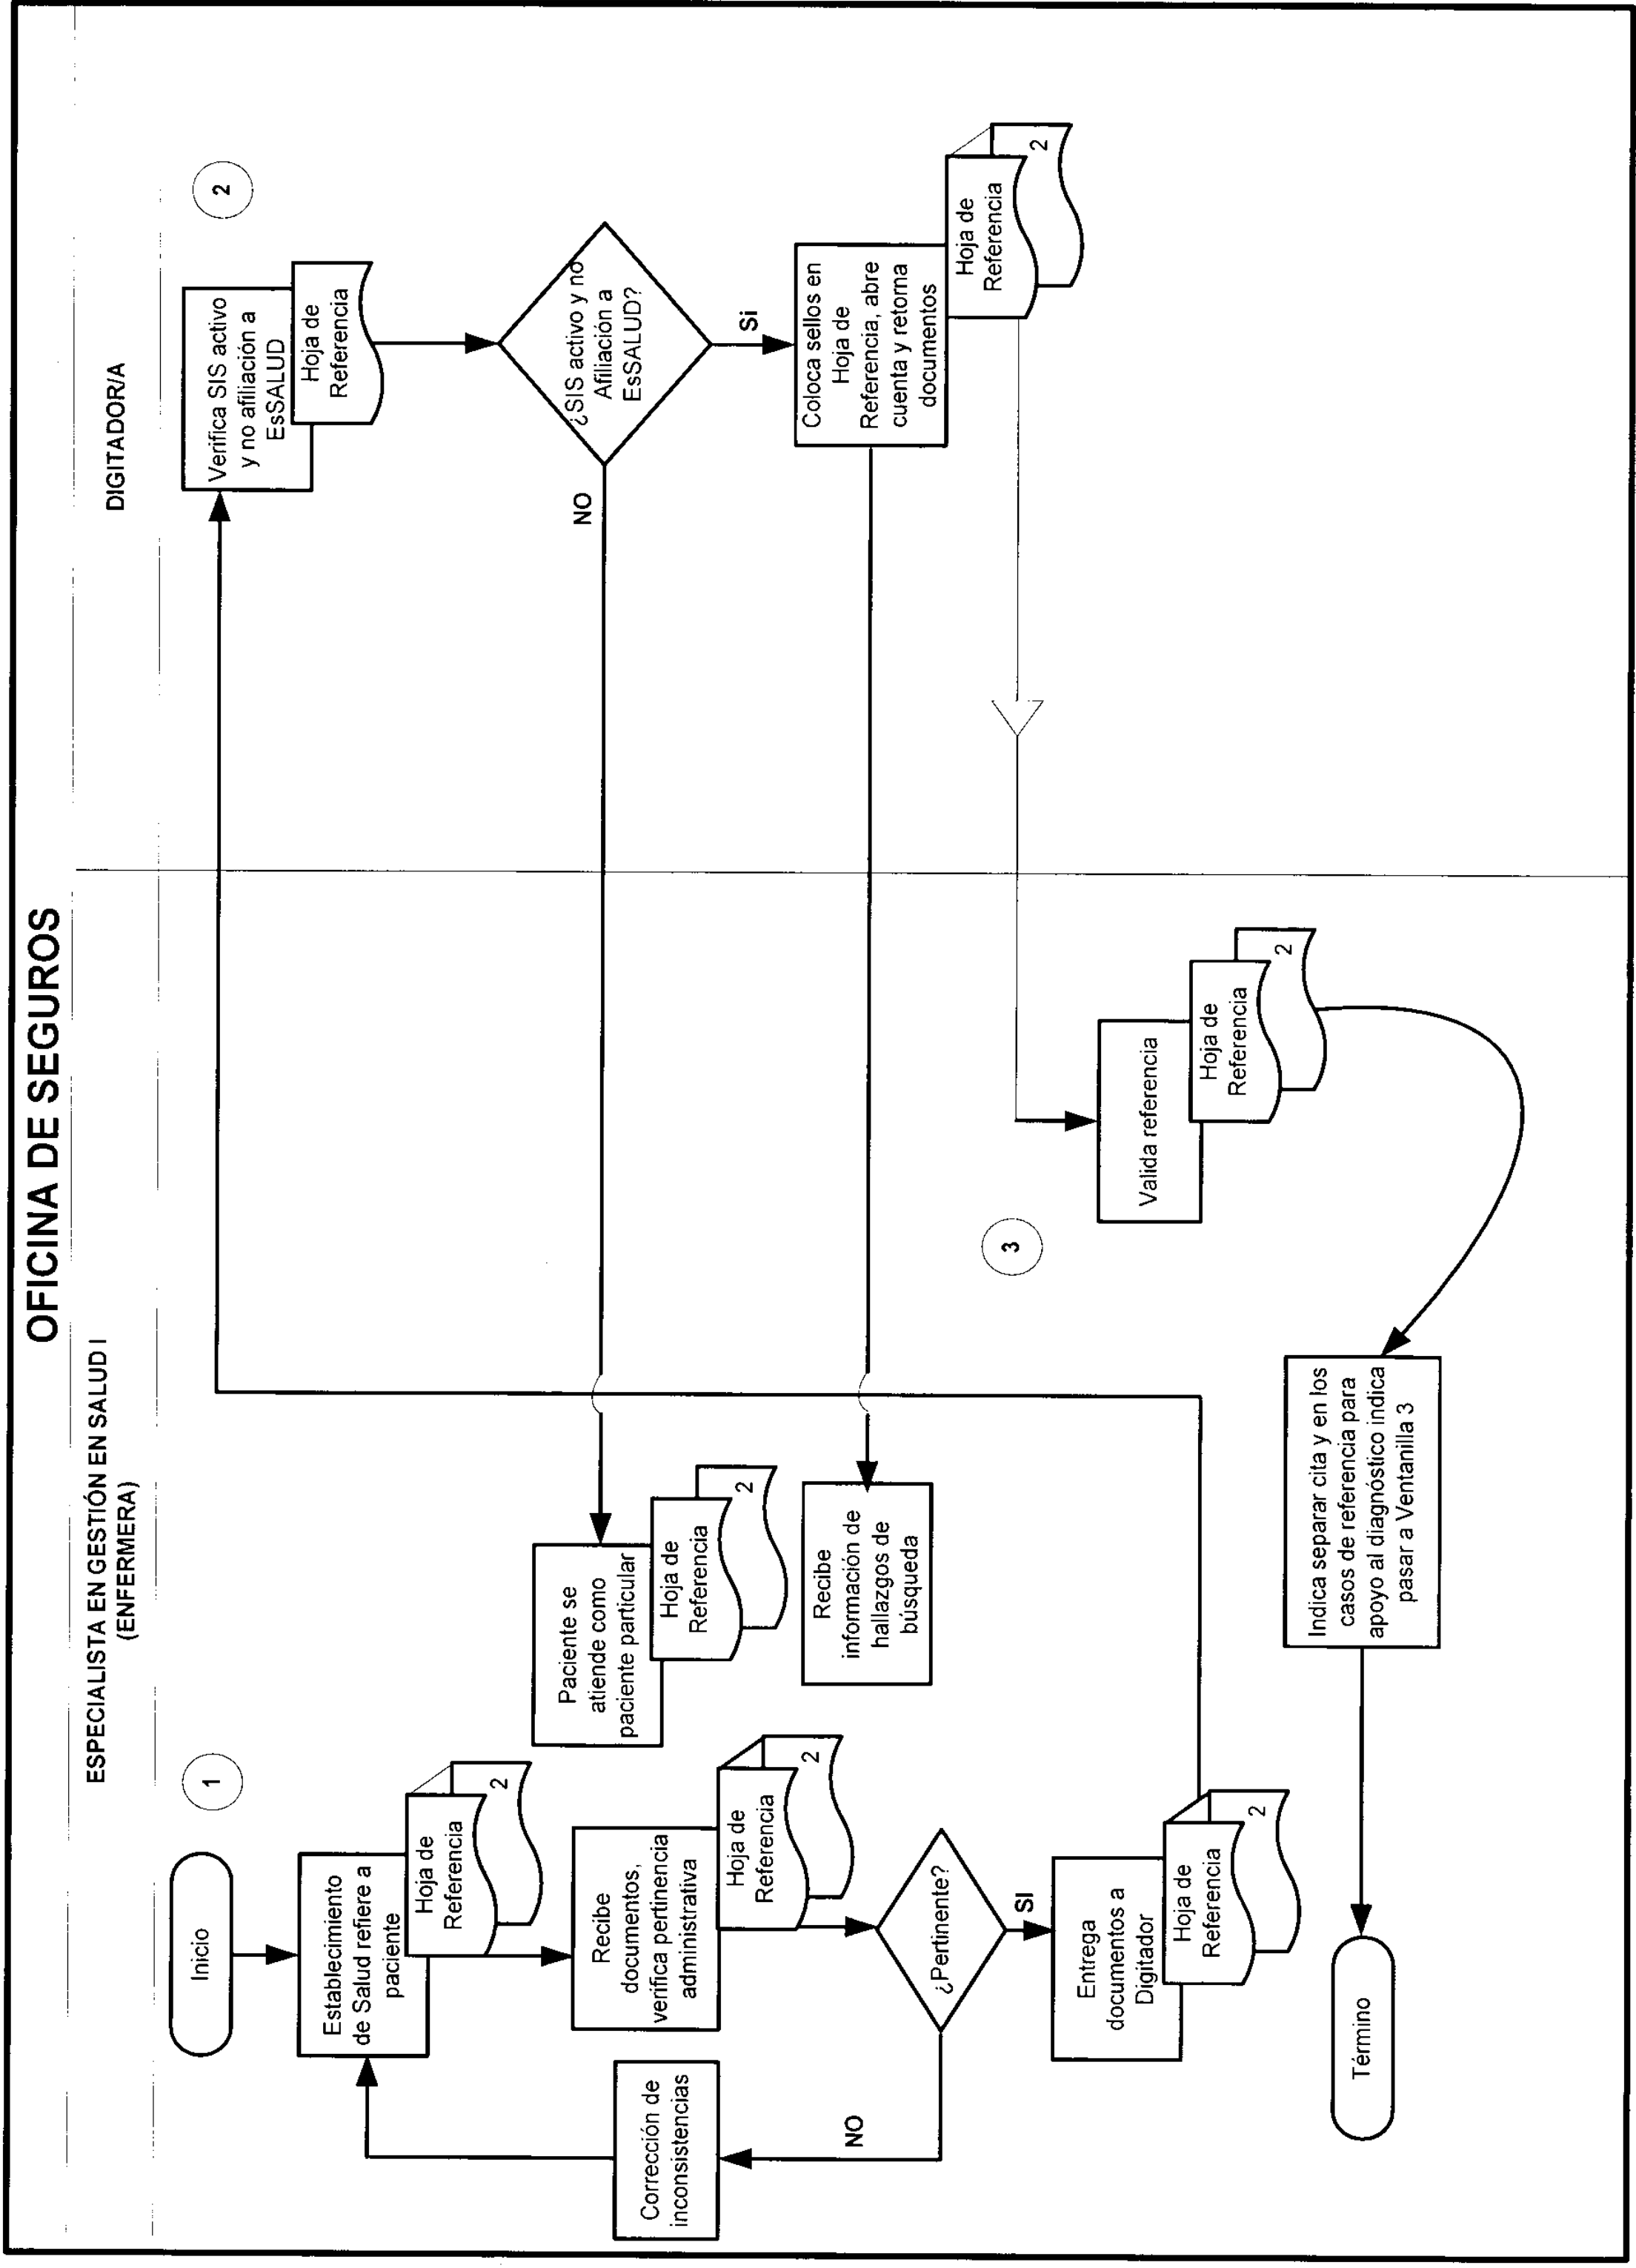 OFICINA DE SEGUROS
ESPECIALISTA EN GESTIÓN EN SALUD I
(ENFERMERA)
DIGITADOR/A
1
Inicio
Establecimiento
de Salud refiere a
paciente
Hoja de
Referencia
2
Recibe
documentos,
verifica pertinencia
administrativa
Hoja de
Referencia
2
Corrección de
inconsistencias
NO
¿Pertinente?
SI
Entrega
documentos a
Digitador
Hoja de
Referencia
2
2
Verifica SIS activo
y no afiliación a
EsSALUD
Hoja de
Referencia
¿SIS activo y no
Afiliación a
EsSALUD?
NO
Si
Paciente se
atiende como
paciente particular
Hoja de
Referencia
2
Coloca sellos en
Hoja de
Referencia, abre
cuenta y retorna
documentos
Hoja de
Referencia
2
Recibe
información de
hallazgos de
búsqueda
3
Valida referencia
Hoja de
Referencia
2
Indica separar cita y en los
casos de referencia para
apoyo al diagnóstico indica
pasar a Ventanilla 3
Término